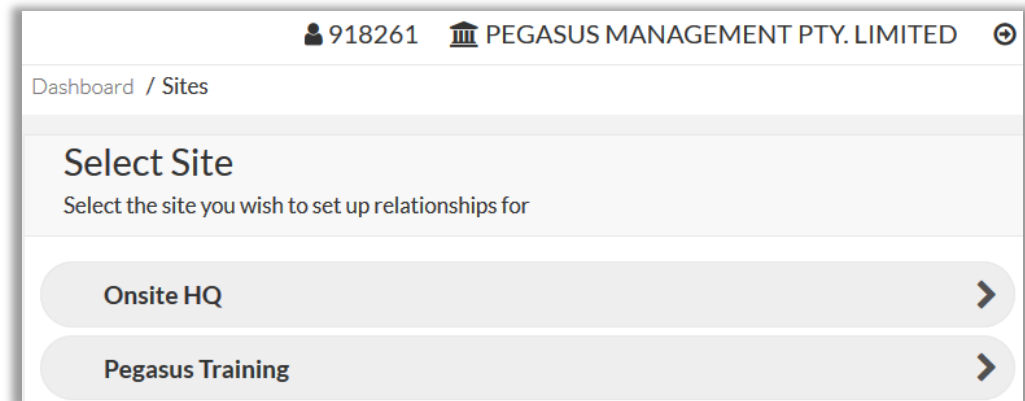 918261 PEGASUS MANAGEMENT PTY. LIMITED
Dashboard / Sites
Select Site
Select the site you wish to set up relationships for
Onsite HQ
Pegasus Training